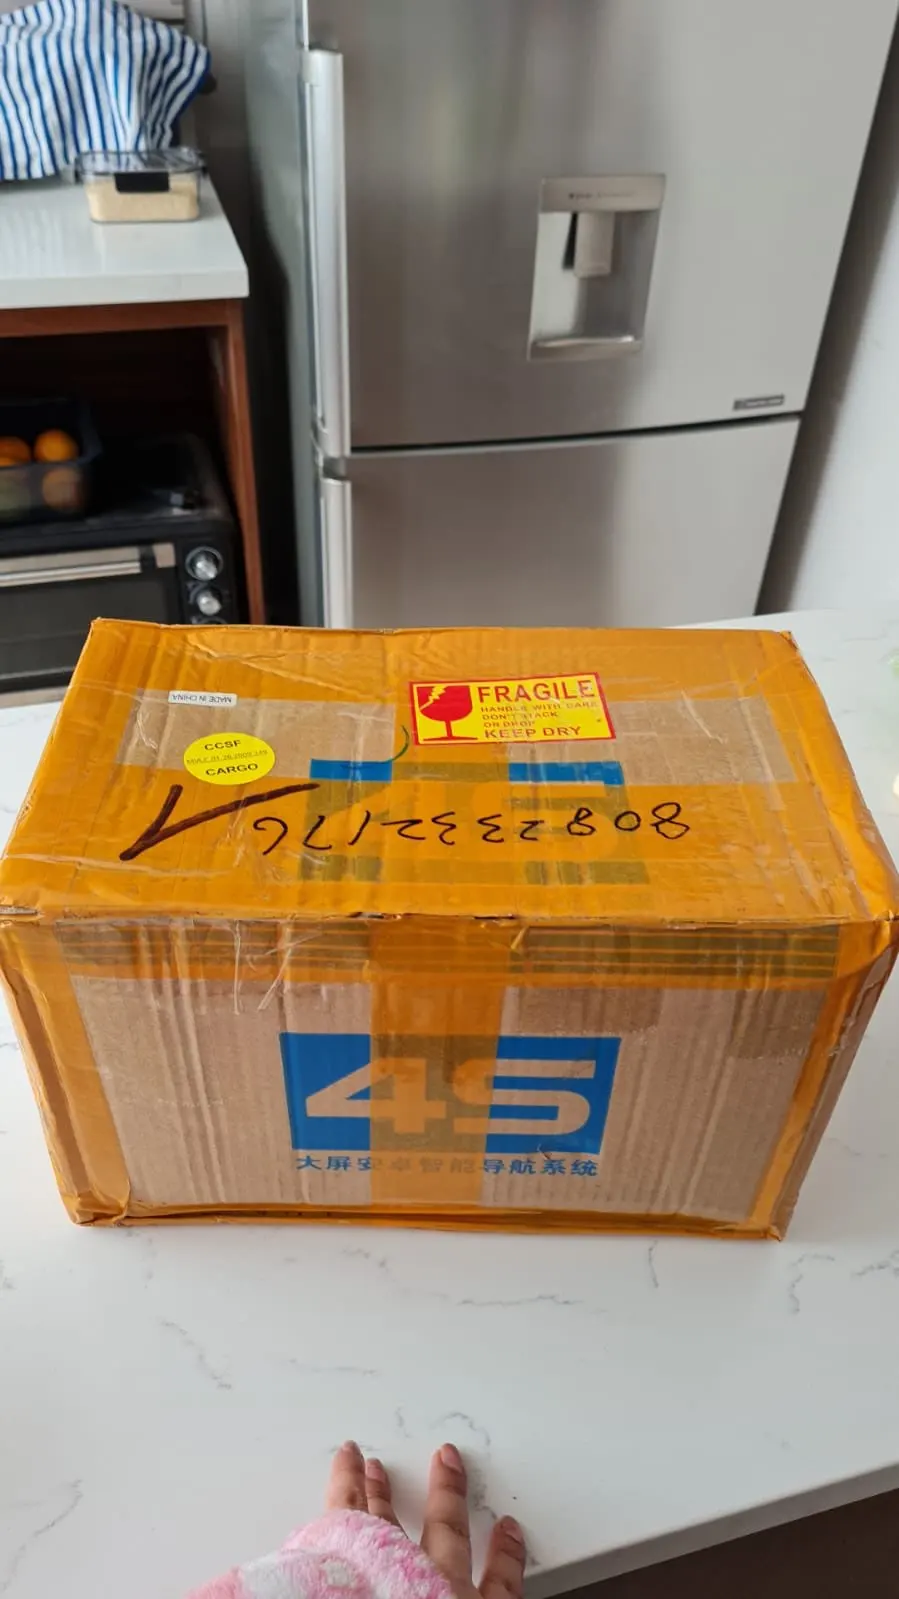 MADE IN CHINA
FRAGILE
HANDLE WITH CARE
DON'T STACK
OR DROP
KEEP DRY
CCSF
CARGO
4S
4S
大屏安卓智能导航系统